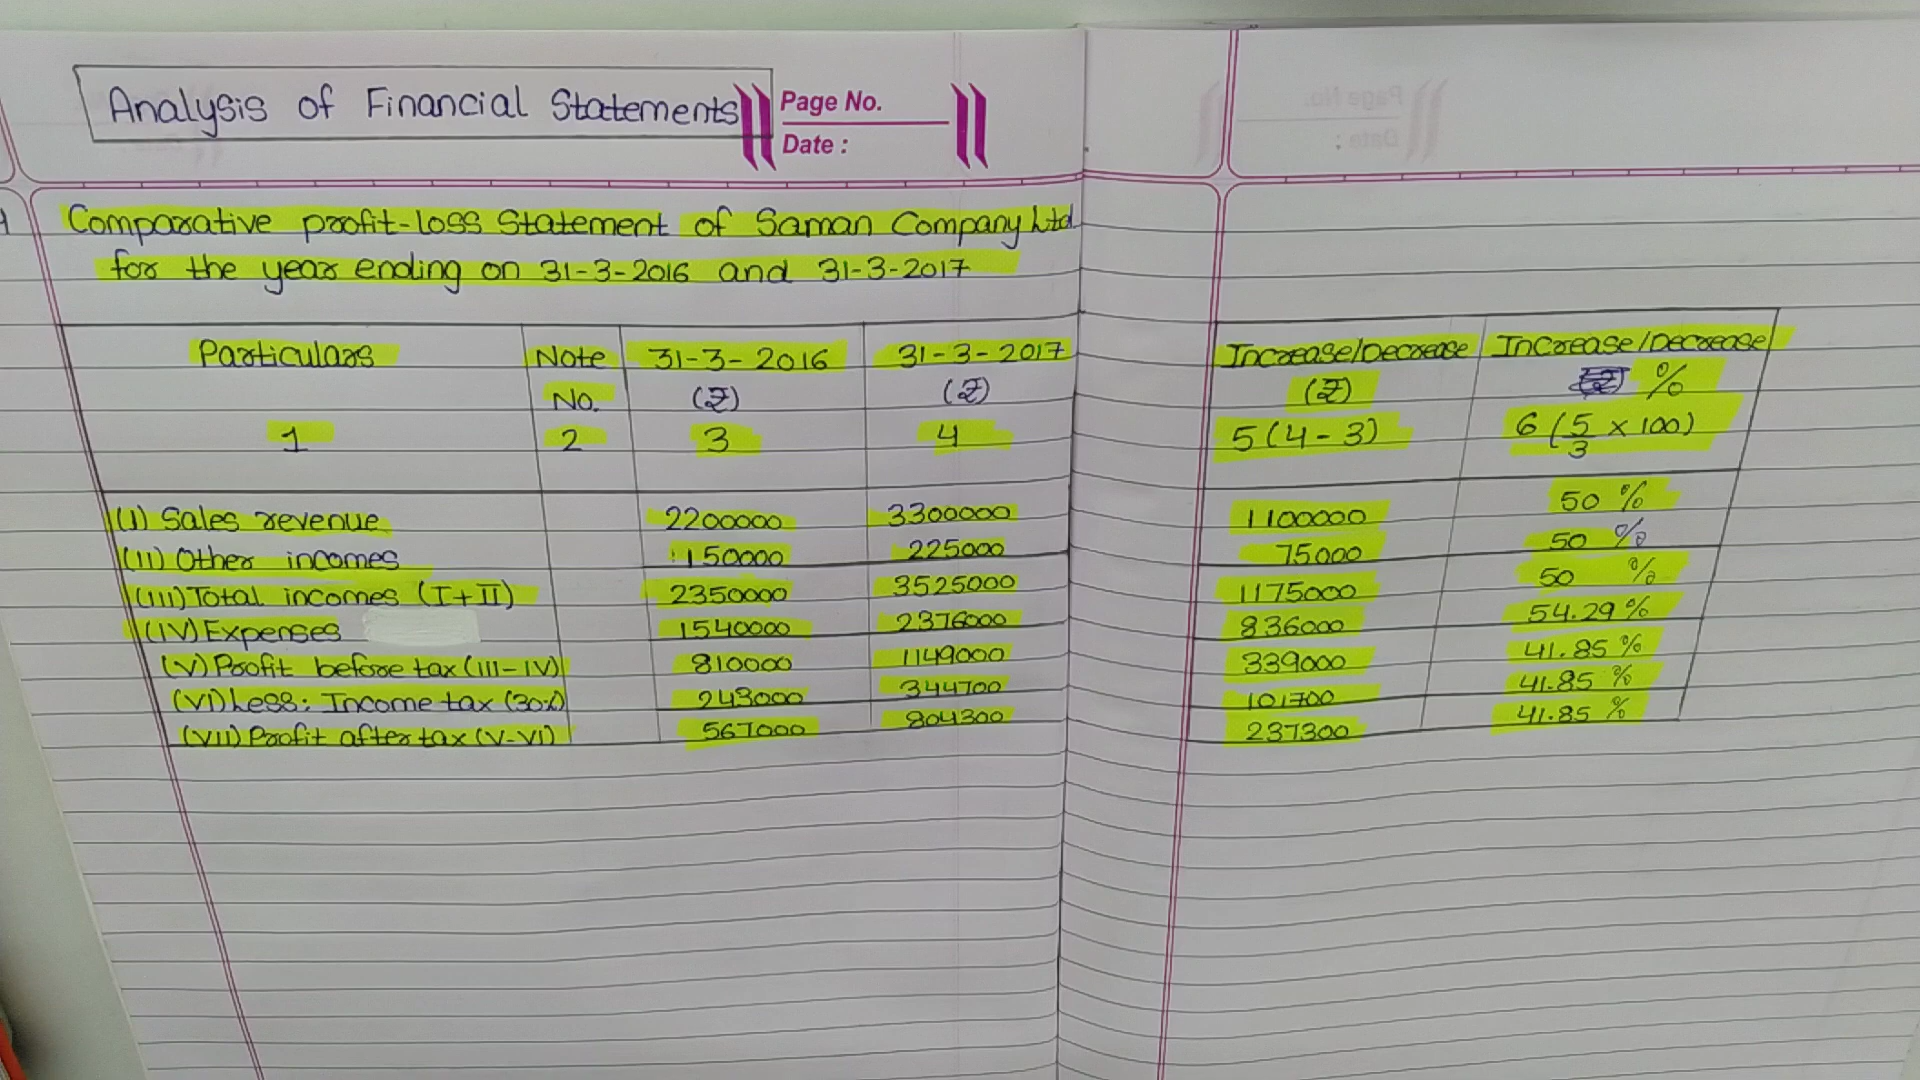 Analysis of Financial Statements
Page No.
Date :
Comparative profit-loss Statement of Saman Company Ltd.
for the year ending on 31-3-2016 and 31-3-2017
Particulars Note 31-3-2016 31-3-2017 Increase/Decrease Increase/Decrease
No. (₹) (₹) (₹) %
1 2 3 4 5 (4-3) 6 (5/3 × 100)
(I) Sales revenue 2200000 3300000 1100000 50 %
(II) Other incomes 150000 225000 75000 50 %
(III) Total incomes (I+II) 2350000 3525000 1175000 50 %
(IV) Expenses 1540000 2376000 836000 54.29 %
(V) Profit before tax (III-IV) 810000 1149000 339000 41.85 %
(VI) Less: Income tax (30%) 243000 344700 101700 41.85 %
(VII) Profit after tax (V-VI) 567000 804300 237300 41.85 %